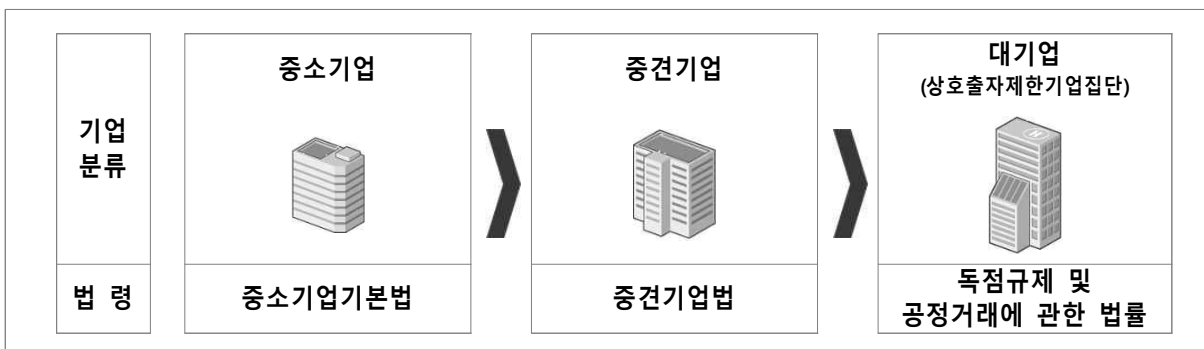 기업
분류
중소기업
중견기업
대기업
(상호출자제한기업집단)
H
법 령
중소기업기본법
중견기업법
독점규제 및
공정거래에 관한 법률